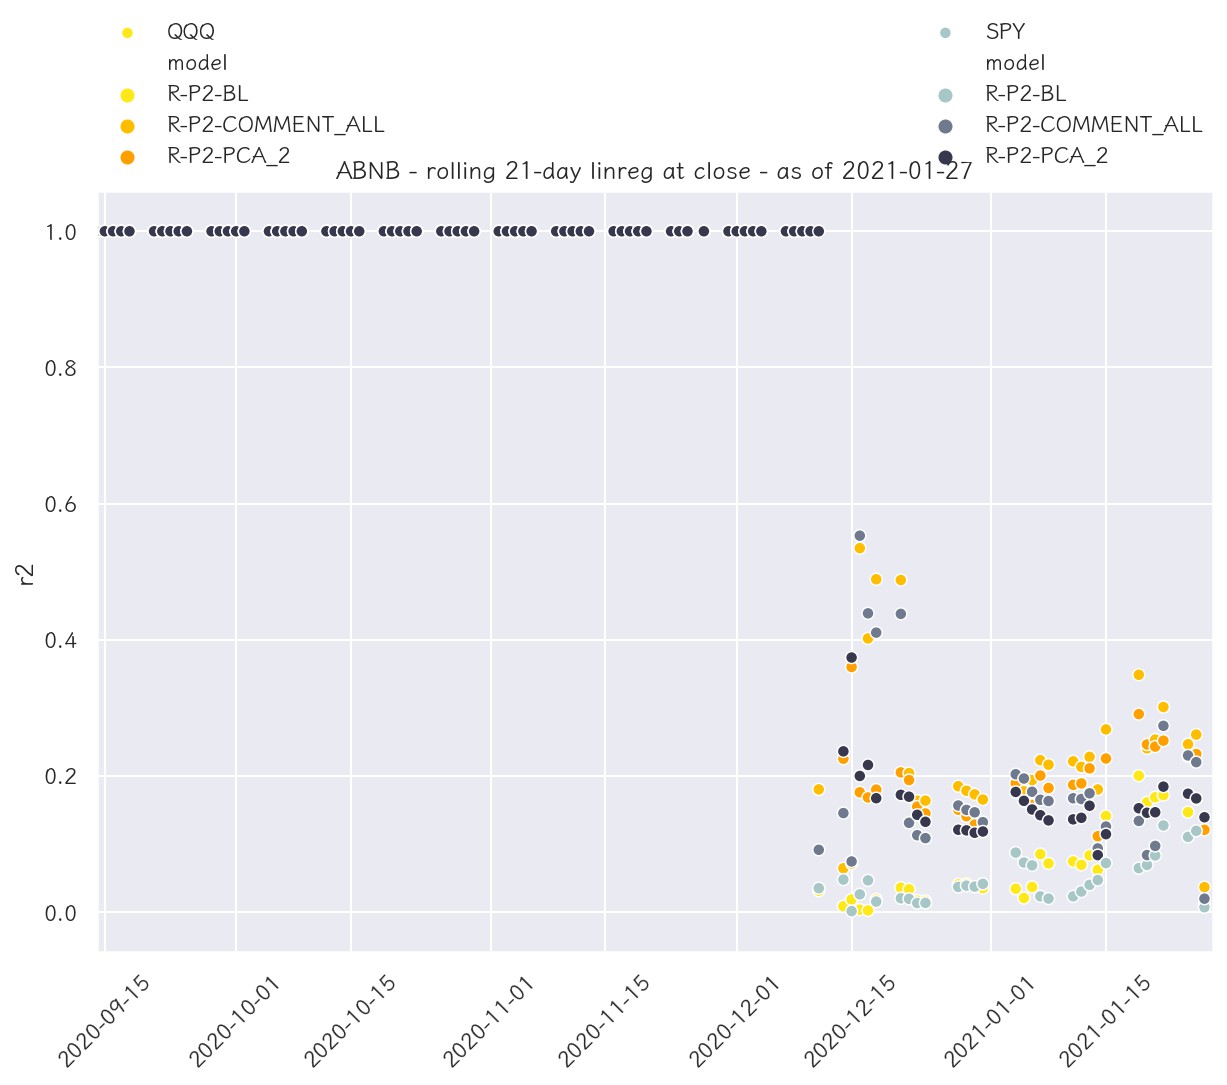 QQQ
model
R-P2-BL
R-P2-COMMENT_ALL
R-P2-PCA_2
SPY
model
R-P2-BL
R-P2-COMMENT_ALL
R-P2-PCA_2
ABNB - rolling 21-day linreg at close - as of 2021-01-27
1.0
0.8
0.6
0.4
0.2
0.0
r2
2020-09-15
2020-10-01
2020-10-15
2020-11-01
2020-11-15
2020-12-01
2020-12-15
2021-01-01
2021-01-15